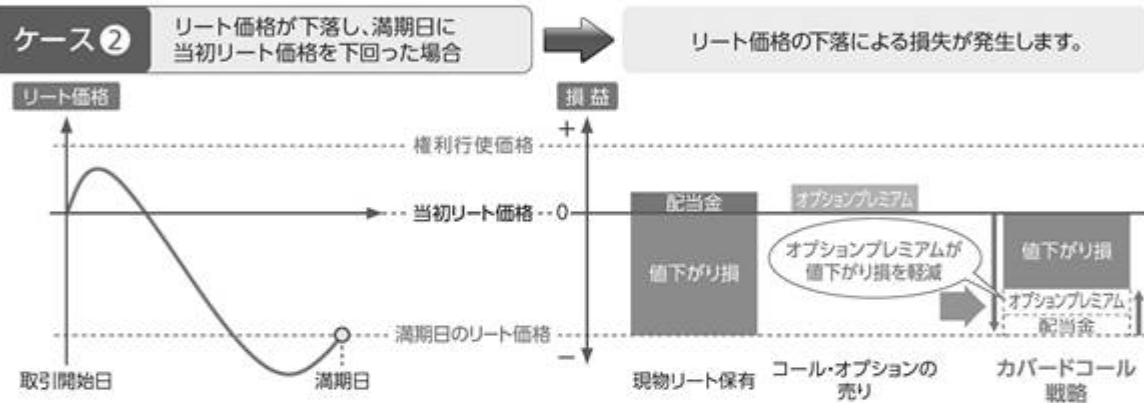 ケース❷
リート価格が下落し、満期日に
当初リート価格を下回った場合
リート価格の下落による損失が発生します。
リート価格
権利行使価格
当初リート価格
満期日のリート価格
取引開始日
満期日
損益
+
0
−
配当金
値下がり損
オプションプレミアム
オプションプレミアムが
値下がり損を軽減
値下がり損
オプションプレミアム
配当金
現物リート保有
コール・オプションの
売り
カバードコール
戦略